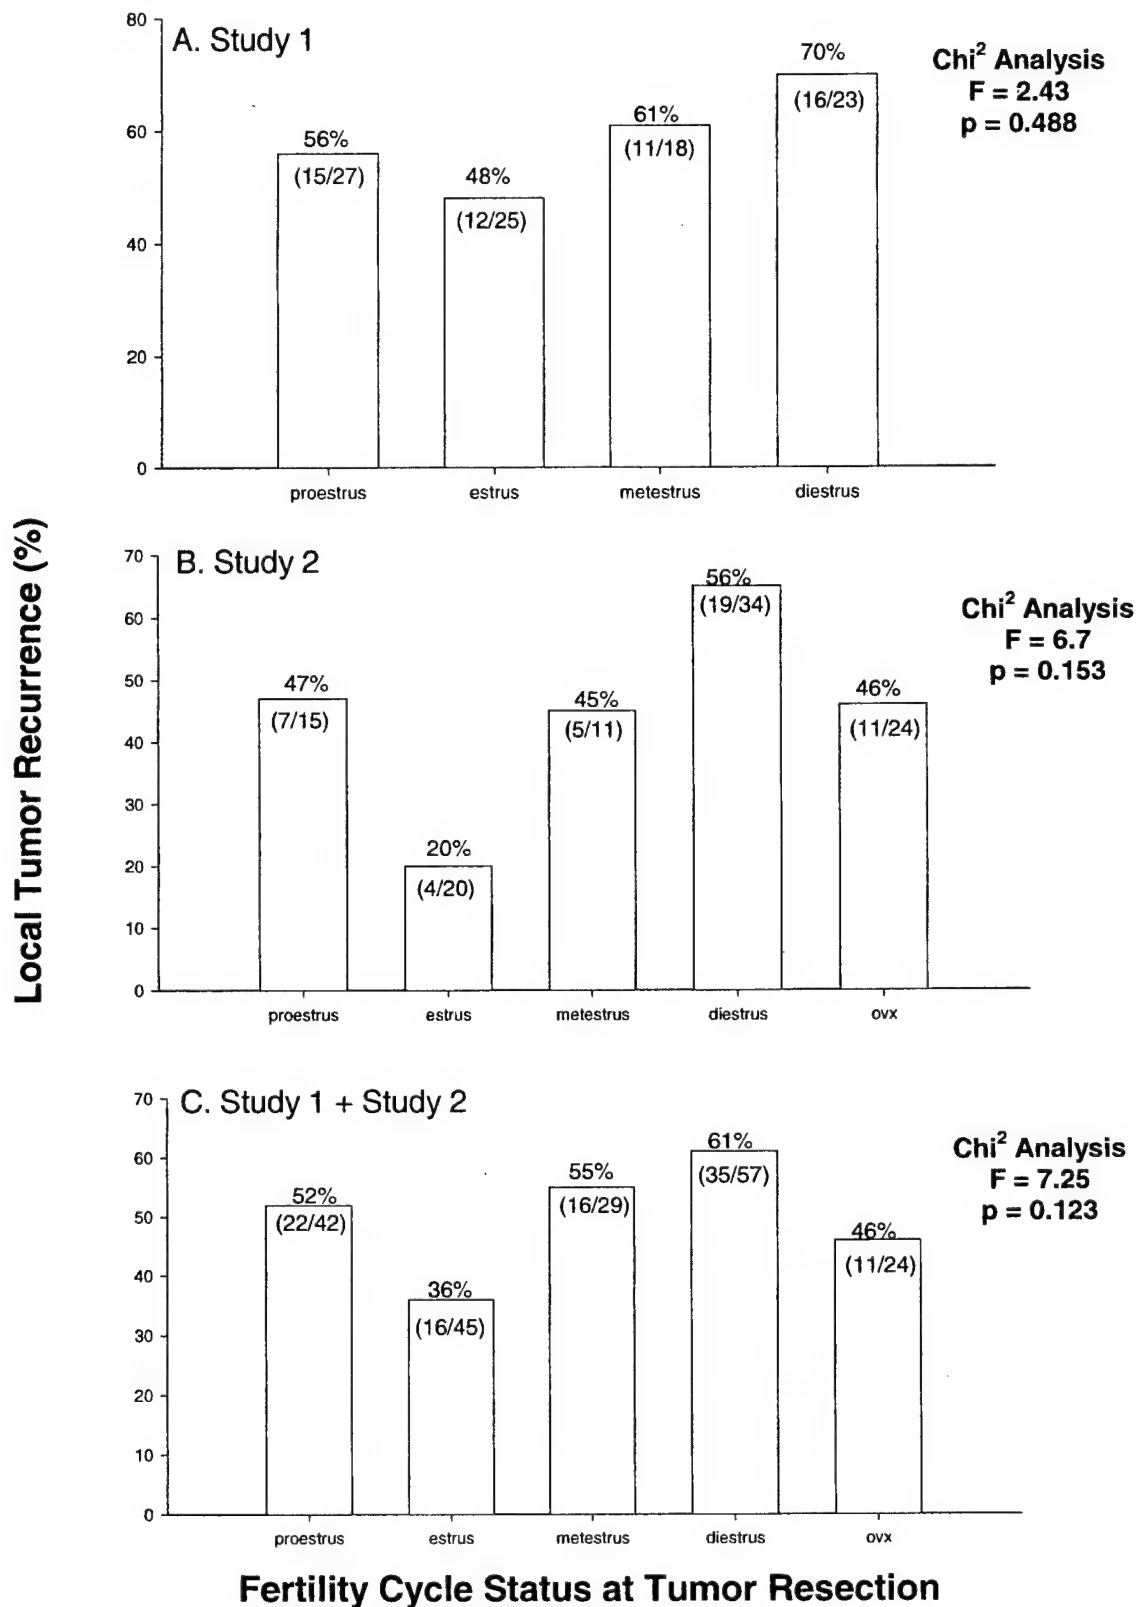 A. Study 1
Chi² Analysis
F = 2.43
p = 0.488
80
60
40
20
0
56%
(15/27)
48%
(12/25)
61%
(11/18)
70%
(16/23)
proestrus
estrus
metestrus
diestrus
Local Tumor Recurrence (%)
B. Study 2
Chi² Analysis
F = 6.7
p = 0.153
70
60
50
40
30
20
10
0
47%
(7/15)
20%
(4/20)
45%
(5/11)
56%
(19/34)
46%
(11/24)
proestrus
estrus
metestrus
diestrus
ovx
C. Study 1 + Study 2
Chi² Analysis
F = 7.25
p = 0.123
70
60
50
40
30
20
10
0
52%
(22/42)
36%
(16/45)
55%
(16/29)
61%
(35/57)
46%
(11/24)
proestrus
estrus
metestrus
diestrus
ovx
Fertility Cycle Status at Tumor Resection